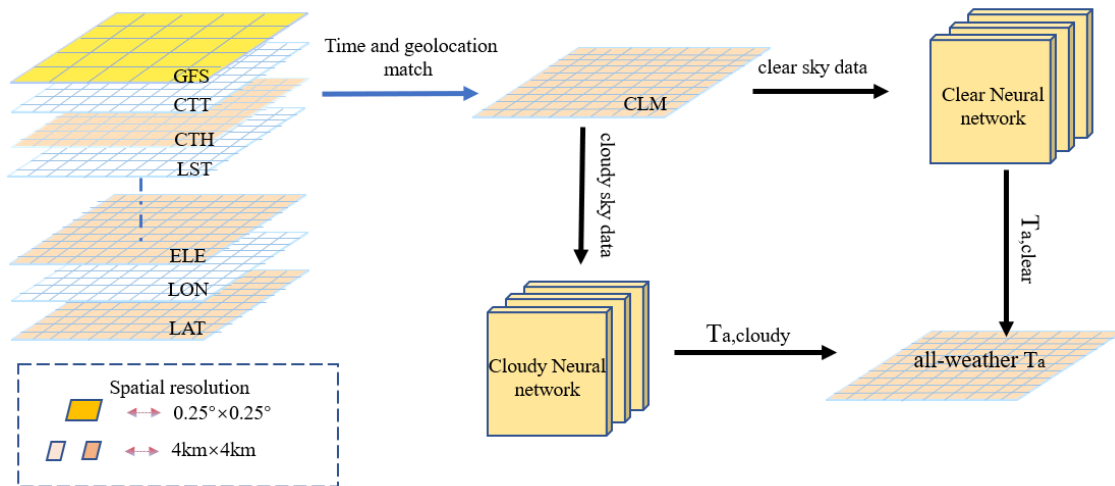 GFS
CTT
CTH
LST
ELE
LON
LAT
Time and geolocation
match
CLM
clear sky data
Clear Neural
network
cloudy sky data
Ta,clear
Cloudy Neural
network
Ta,cloudy
all-weather Ta
Spatial resolution
0.25°×0.25°
4km×4km